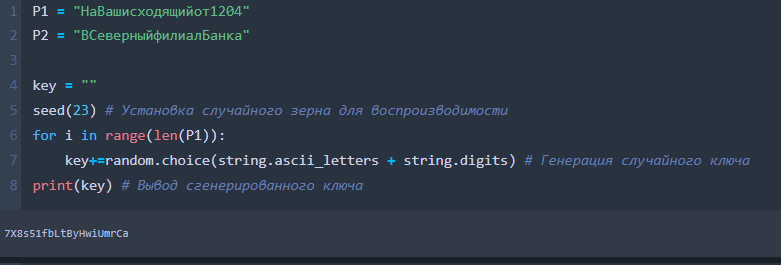 1 P1 = "НаВашисходящийот1204"
2 P2 = "ВСеверныйфилиалБанка"
3
4 key = ""
5 seed(23) # Установка случайного зерна для воспроизводимости
6 for i in range(len(P1)):
7 key+=random.choice(string.ascii_letters + string.digits) # Генерация случайного ключа
8 print(key) # Вывод сгенерированного ключа
7X8s51fbLtByHwiUmrCa